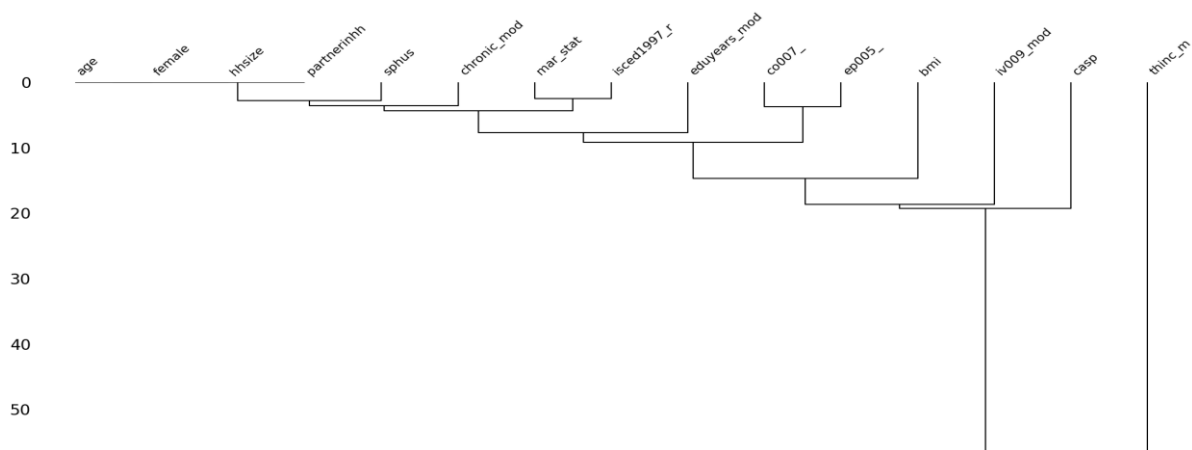 age
female
hhsize
partnerinhh
sphus
chronic_mod
mar_stat
isced1997_r
eduyears_mod
co007_
ep005_
bmi
iv009_mod
casp
thinc_m
0
10
20
30
40
50